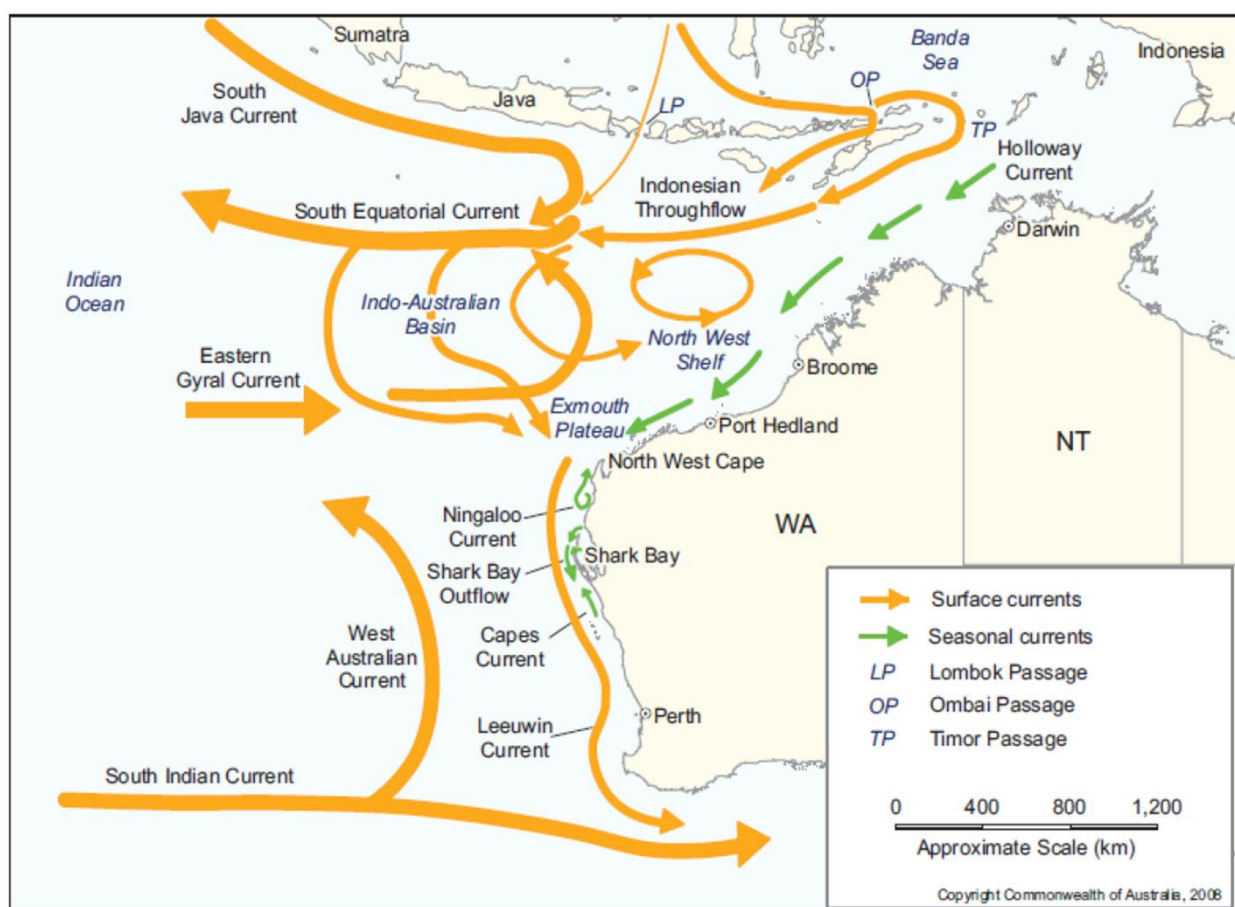 Sumatra
Banda
Sea
Indonesia
South
Java Current
Java
LP
OP
TP
Holloway
Current
Indonesian
Throughflow
South Equatorial Current
Darwin
Indian
Ocean
Indo-Australian
Basin
North West
Shelf
Eastern
Gyral Current
Broome
Exmouth
Plateau
Port Hedland
North West Cape
NT
WA
Ningaloo
Current
Shark Bay
Shark Bay
Outflow
Capes
Current
West
Australian
Current
Perth
Leeuwin
Current
South Indian Current
Surface currents
Seasonal currents
LP Lombok Passage
OP Ombai Passage
TP Timor Passage
0 400 800 1,200
Approximate Scale (km)
Copyright Commonwealth of Australia, 2008